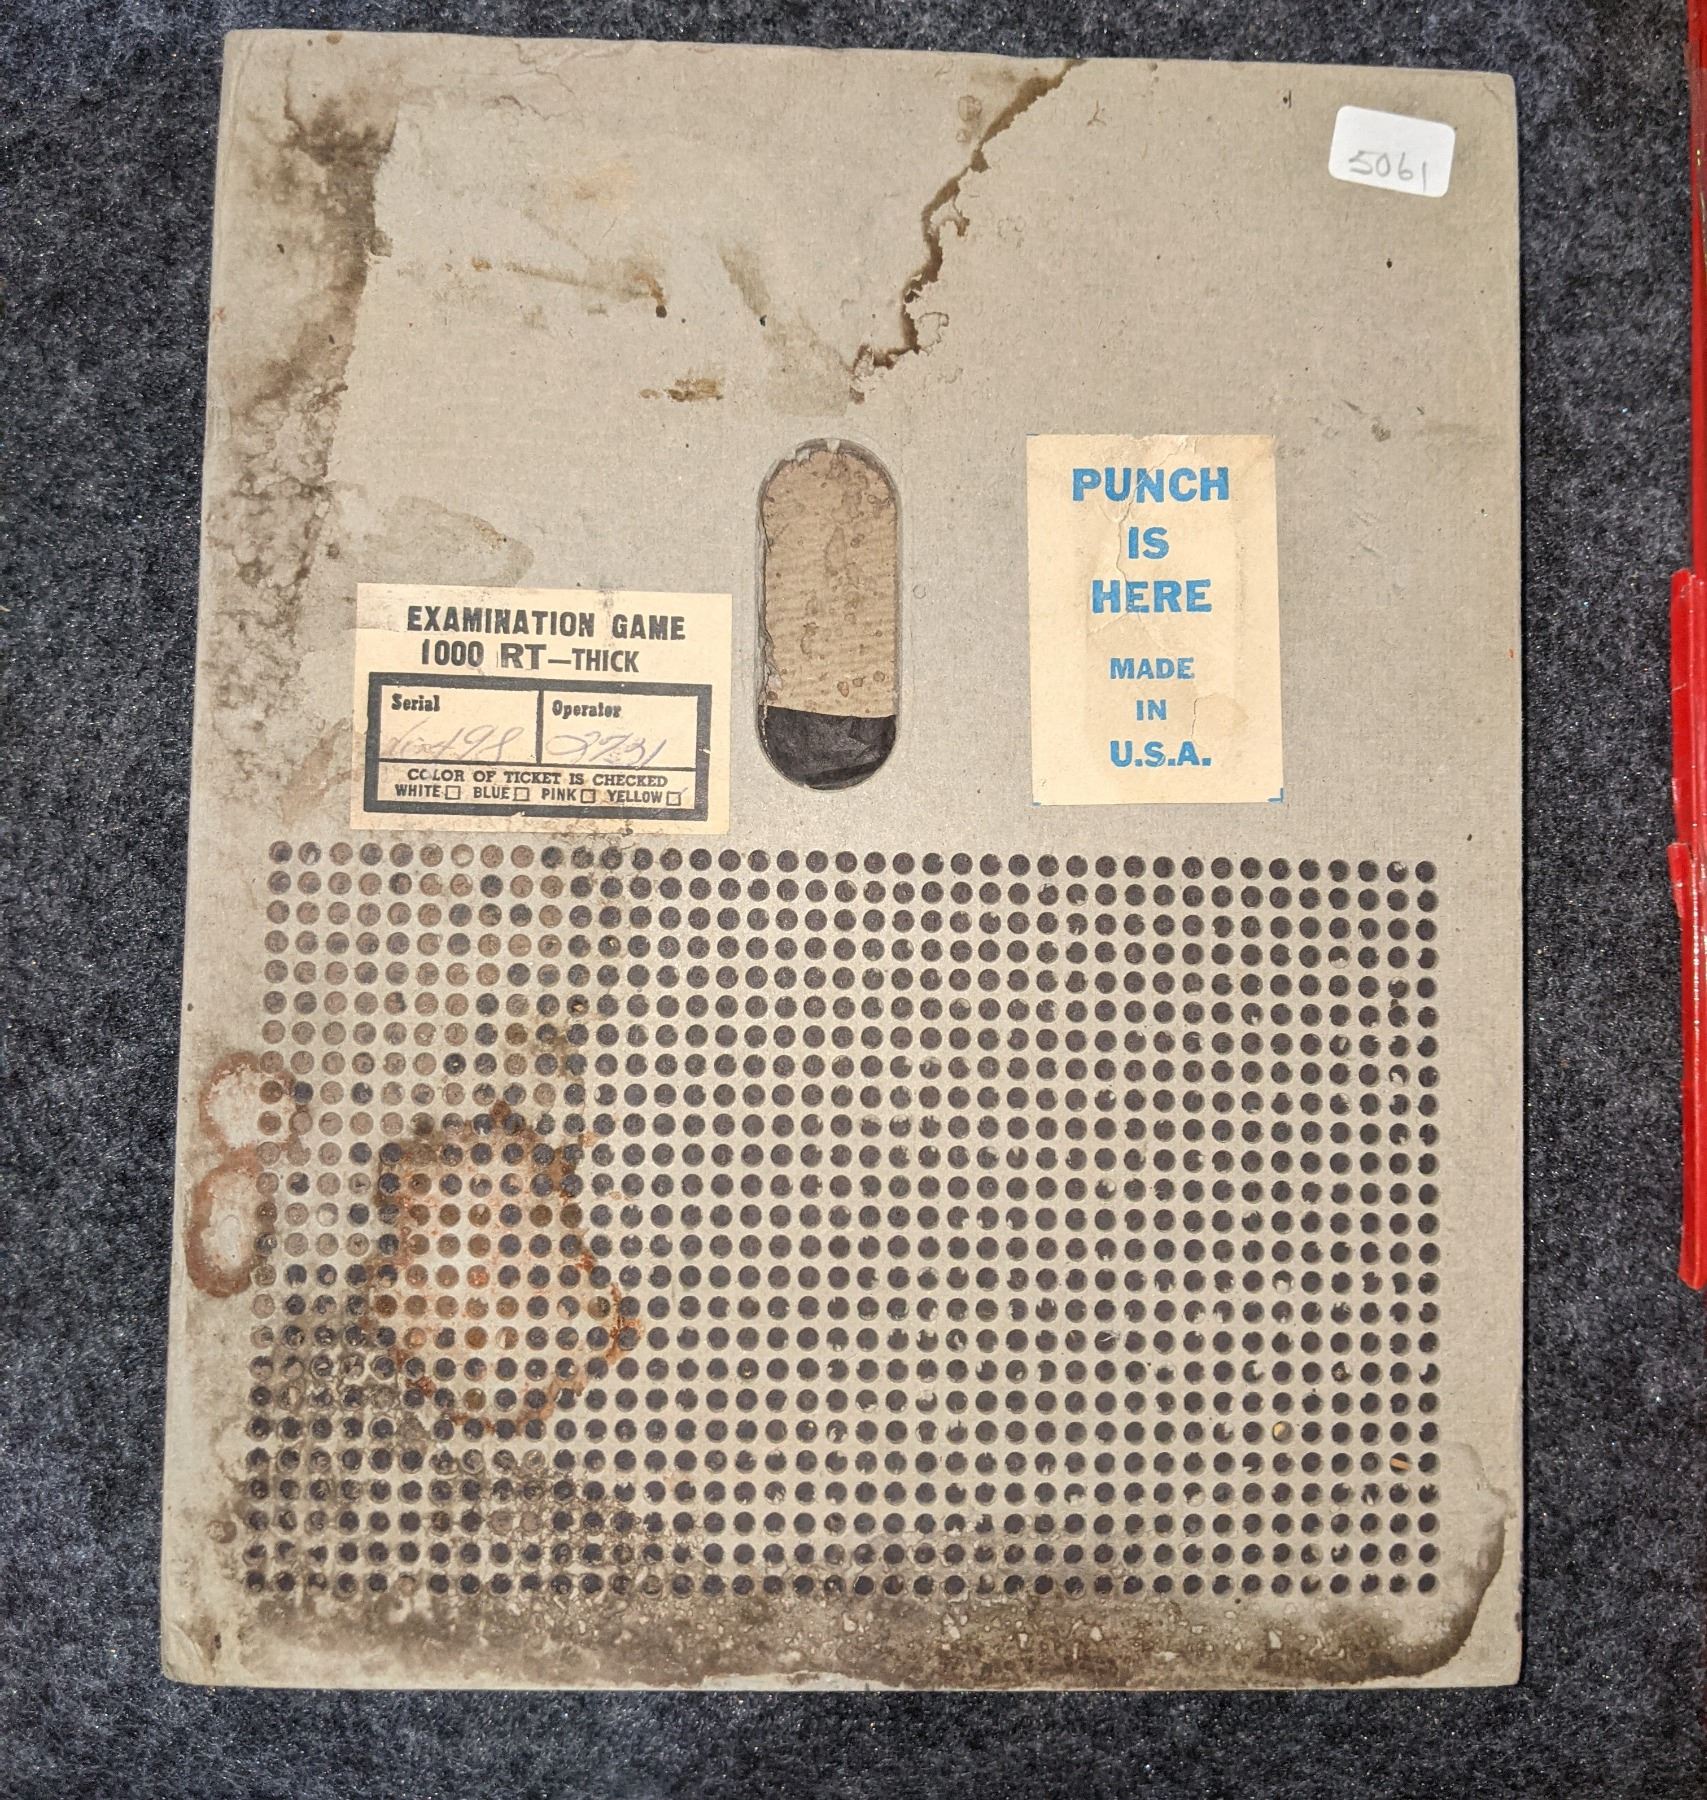 5061
PUNCH
IS
HERE
MADE
IN
U.S.A.
EXAMINATION GAME
1000 RT—THICK
Serial
Operator
2731
COLOR OF TICKET IS CHECKED
WHITE BLUE PINK YELLOW